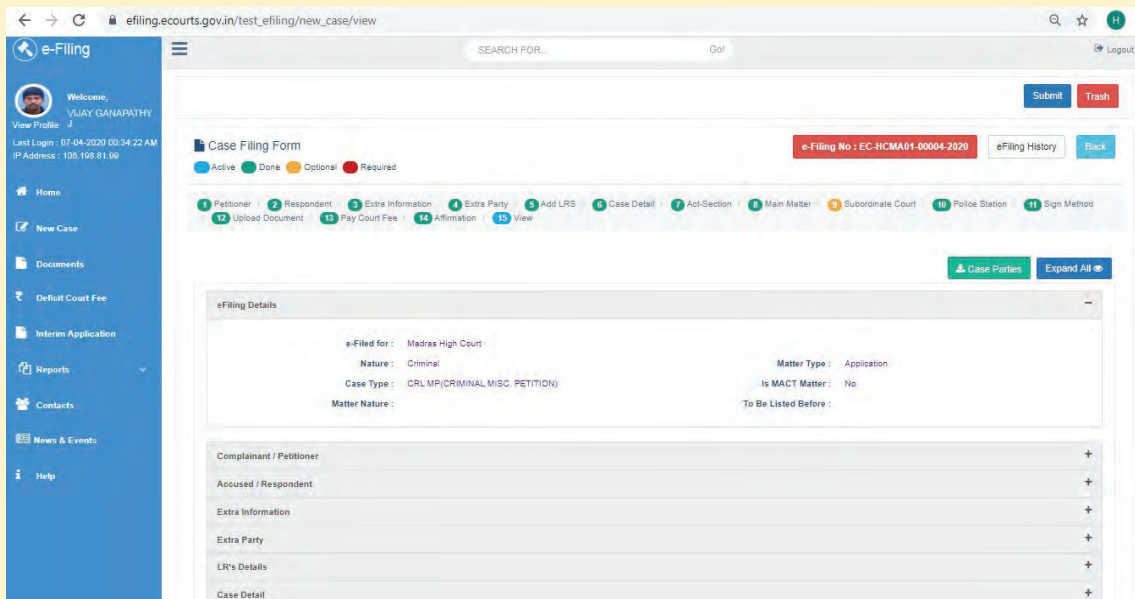 efiling.ecourts.gov.in/test_efiling/new_case/view
H
e-Filing
SEARCH FOR...
Go!
Logout
Welcome,
VIJAY GANAPATHY
J
View Profile
Last Login : 07-04-2020 00:34:22 AM
IP Address : 106.198.81.99
Home
New Case
Documents
₹ Deficit Court Fee
Interim Application
Reports
Contacts
News & Events
i Help
Submit Trash
Case Filing Form
e-Filing No : EC-HCMA01-00004-2020 eFiling History Back
Active Done Optional Required
1 Petitioner 2 Respondent 3 Extra Information 4 Extra Party 5 Add LRS 6 Case Detail 7 Act-Section 8 Main Matter 9 Subordinate Court 10 Police Station 11 Sign Method
12 Upload Document 13 Pay Court Fee 14 Affirmation 15 View
Case Parties Expand All
eFiling Details −
e-Filed for : Madras High Court
Nature : Criminal Matter Type : Application
Case Type : CRL MP(CRIMINAL MISC. PETITION) Is MACT Matter : No
Matter Nature : To Be Listed Before :
Complainant / Petitioner +
Accused / Respondent +
Extra Information +
Extra Party +
LR's Details +
Case Detail +